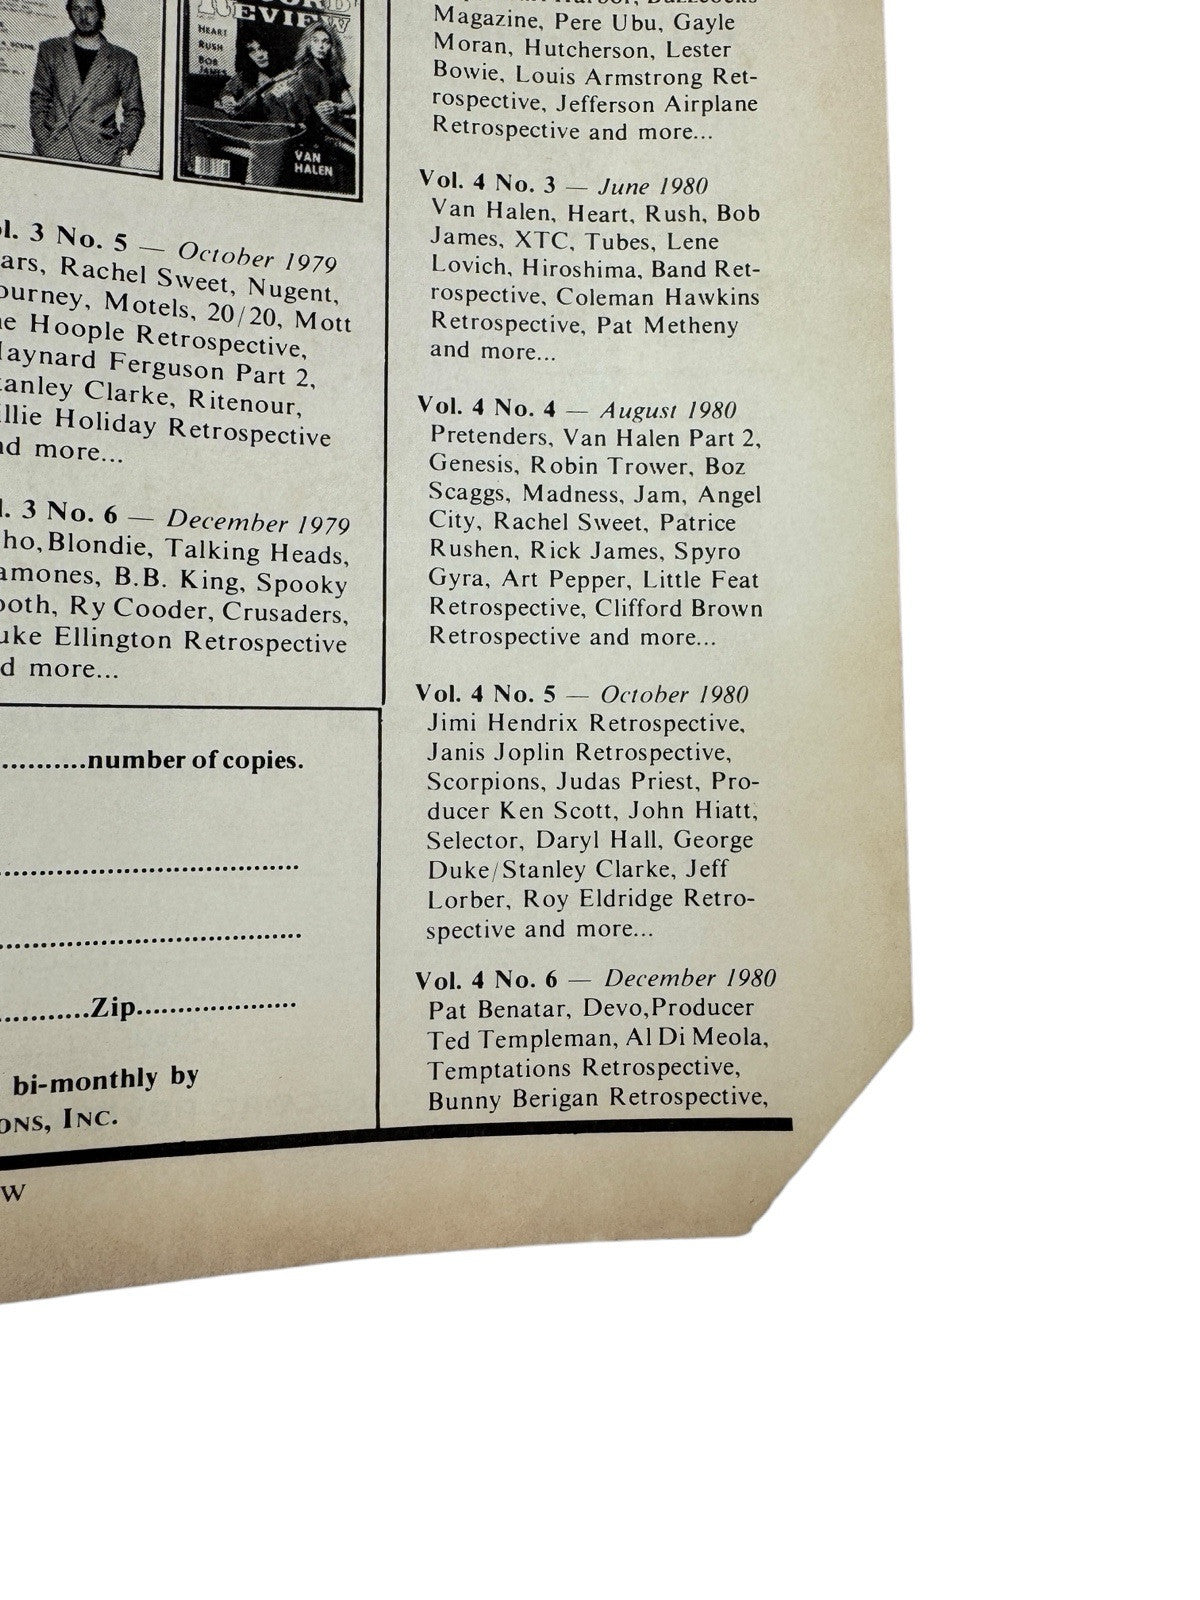 REVIEW
HEART
RUSH
BOB
JAMES
VAN
HALEN
3 No. 5 — October 1979
Rachel Sweet, Nugent,
Motels, 20/20, Mott
Hoople Retrospective,
Ferguson Part 2,
Clarke, Ritenour,
Holiday Retrospective
more...
3 No. 6 — December 1979
Blondie, Talking Heads,
B.B. King, Spooky
Ry Cooder, Crusaders,
Ellington Retrospective
more...
..........number of copies.
...........Zip...................
bi-monthly by
INC.
Magazine, Pere Ubu, Gayle
Moran, Hutcherson, Lester
Bowie, Louis Armstrong Ret-
rospective, Jefferson Airplane
Retrospective and more...
Vol. 4 No. 3 — June 1980
Van Halen, Heart, Rush, Bob
James, XTC, Tubes, Lene
Lovich, Hiroshima, Band Ret-
rospective, Coleman Hawkins
Retrospective, Pat Metheny
and more...
Vol. 4 No. 4 — August 1980
Pretenders, Van Halen Part 2,
Genesis, Robin Trower, Boz
Scaggs, Madness, Jam, Angel
City, Rachel Sweet, Patrice
Rushen, Rick James, Spyro
Gyra, Art Pepper, Little Feat
Retrospective, Clifford Brown
Retrospective and more...
Vol. 4 No. 5 — October 1980
Jimi Hendrix Retrospective,
Janis Joplin Retrospective,
Scorpions, Judas Priest, Pro-
ducer Ken Scott, John Hiatt,
Selector, Daryl Hall, George
Duke/Stanley Clarke, Jeff
Lorber, Roy Eldridge Retro-
spective and more...
Vol. 4 No. 6 — December 1980
Pat Benatar, Devo,Producer
Ted Templeman, Al Di Meola,
Temptations Retrospective,
Bunny Berigan Retrospective,